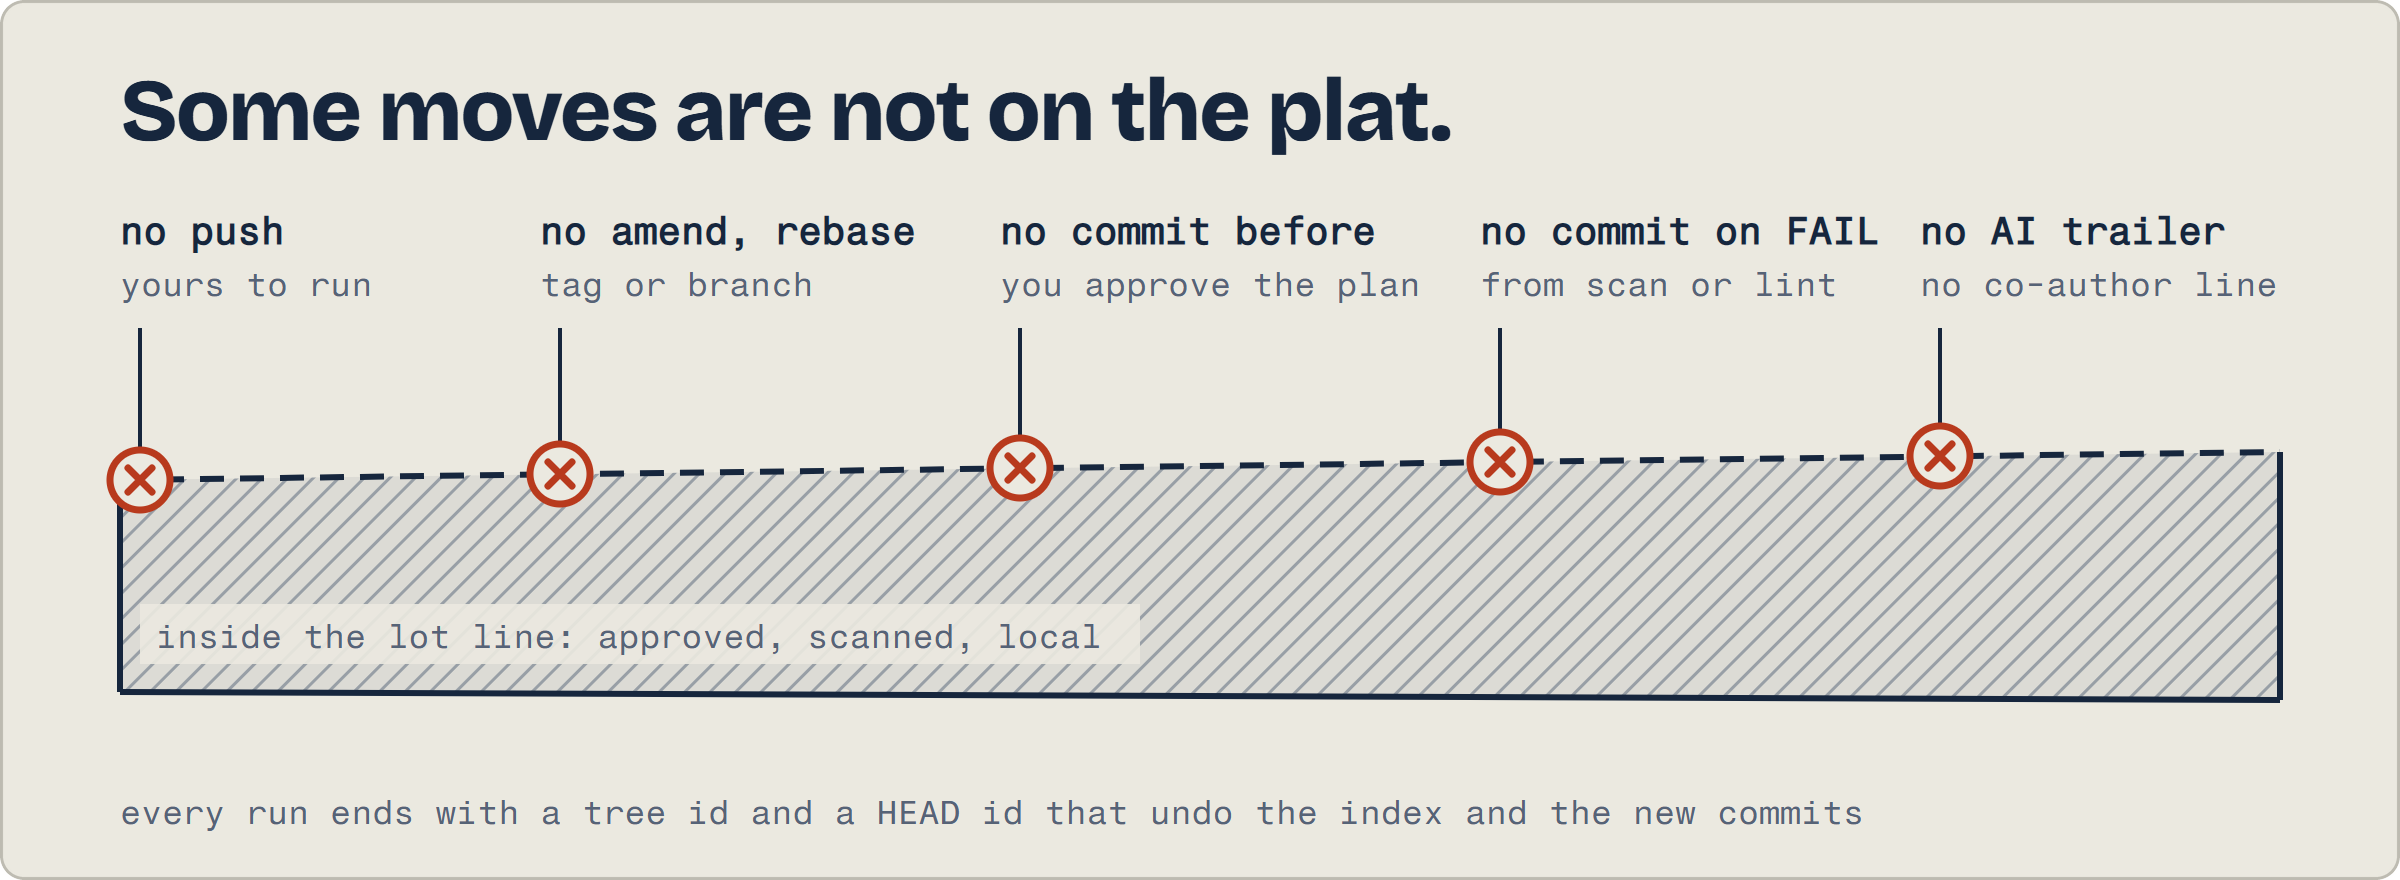 Some moves are not on the plat.
no push
yours to run
no amend, rebase
tag or branch
no commit before
you approve the plan
no commit on FAIL
from scan or lint
no AI trailer
no co-author line
inside the lot line: approved, scanned, local
every run ends with a tree id and a HEAD id that undo the index and the new commits